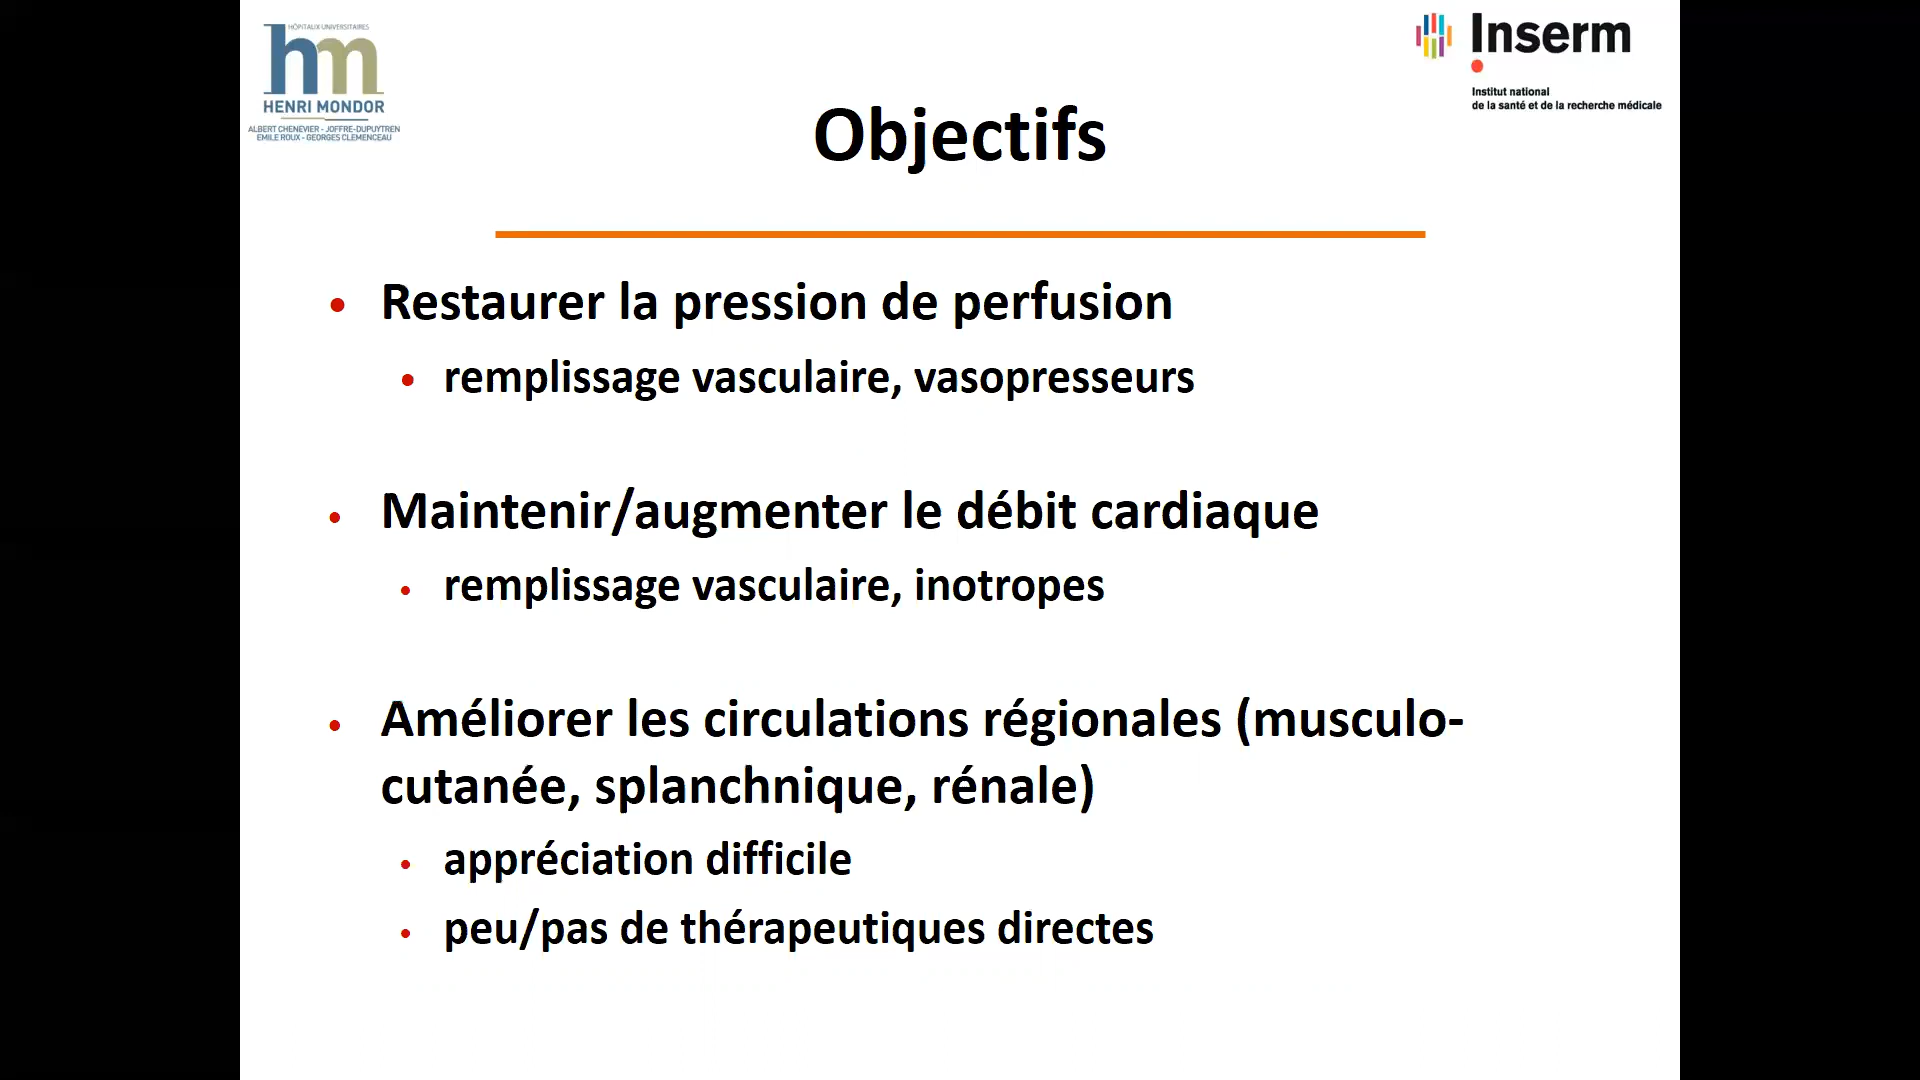 HÔPITAUX UNIVERSITAIRES
hm
HENRI MONDOR
ALBERT CHENEVIER - JOFFRE-DUPUYTREN
EMILE ROUX - GEORGES CLEMENCEAU
Inserm
Institut national
de la santé et de la recherche médicale
Objectifs
• Restaurer la pression de perfusion
• remplissage vasculaire, vasopresseurs
• Maintenir/augmenter le débit cardiaque
• remplissage vasculaire, inotropes
• Améliorer les circulations régionales (musculo-
cutanée, splanchnique, rénale)
• appréciation difficile
• peu/pas de thérapeutiques directes